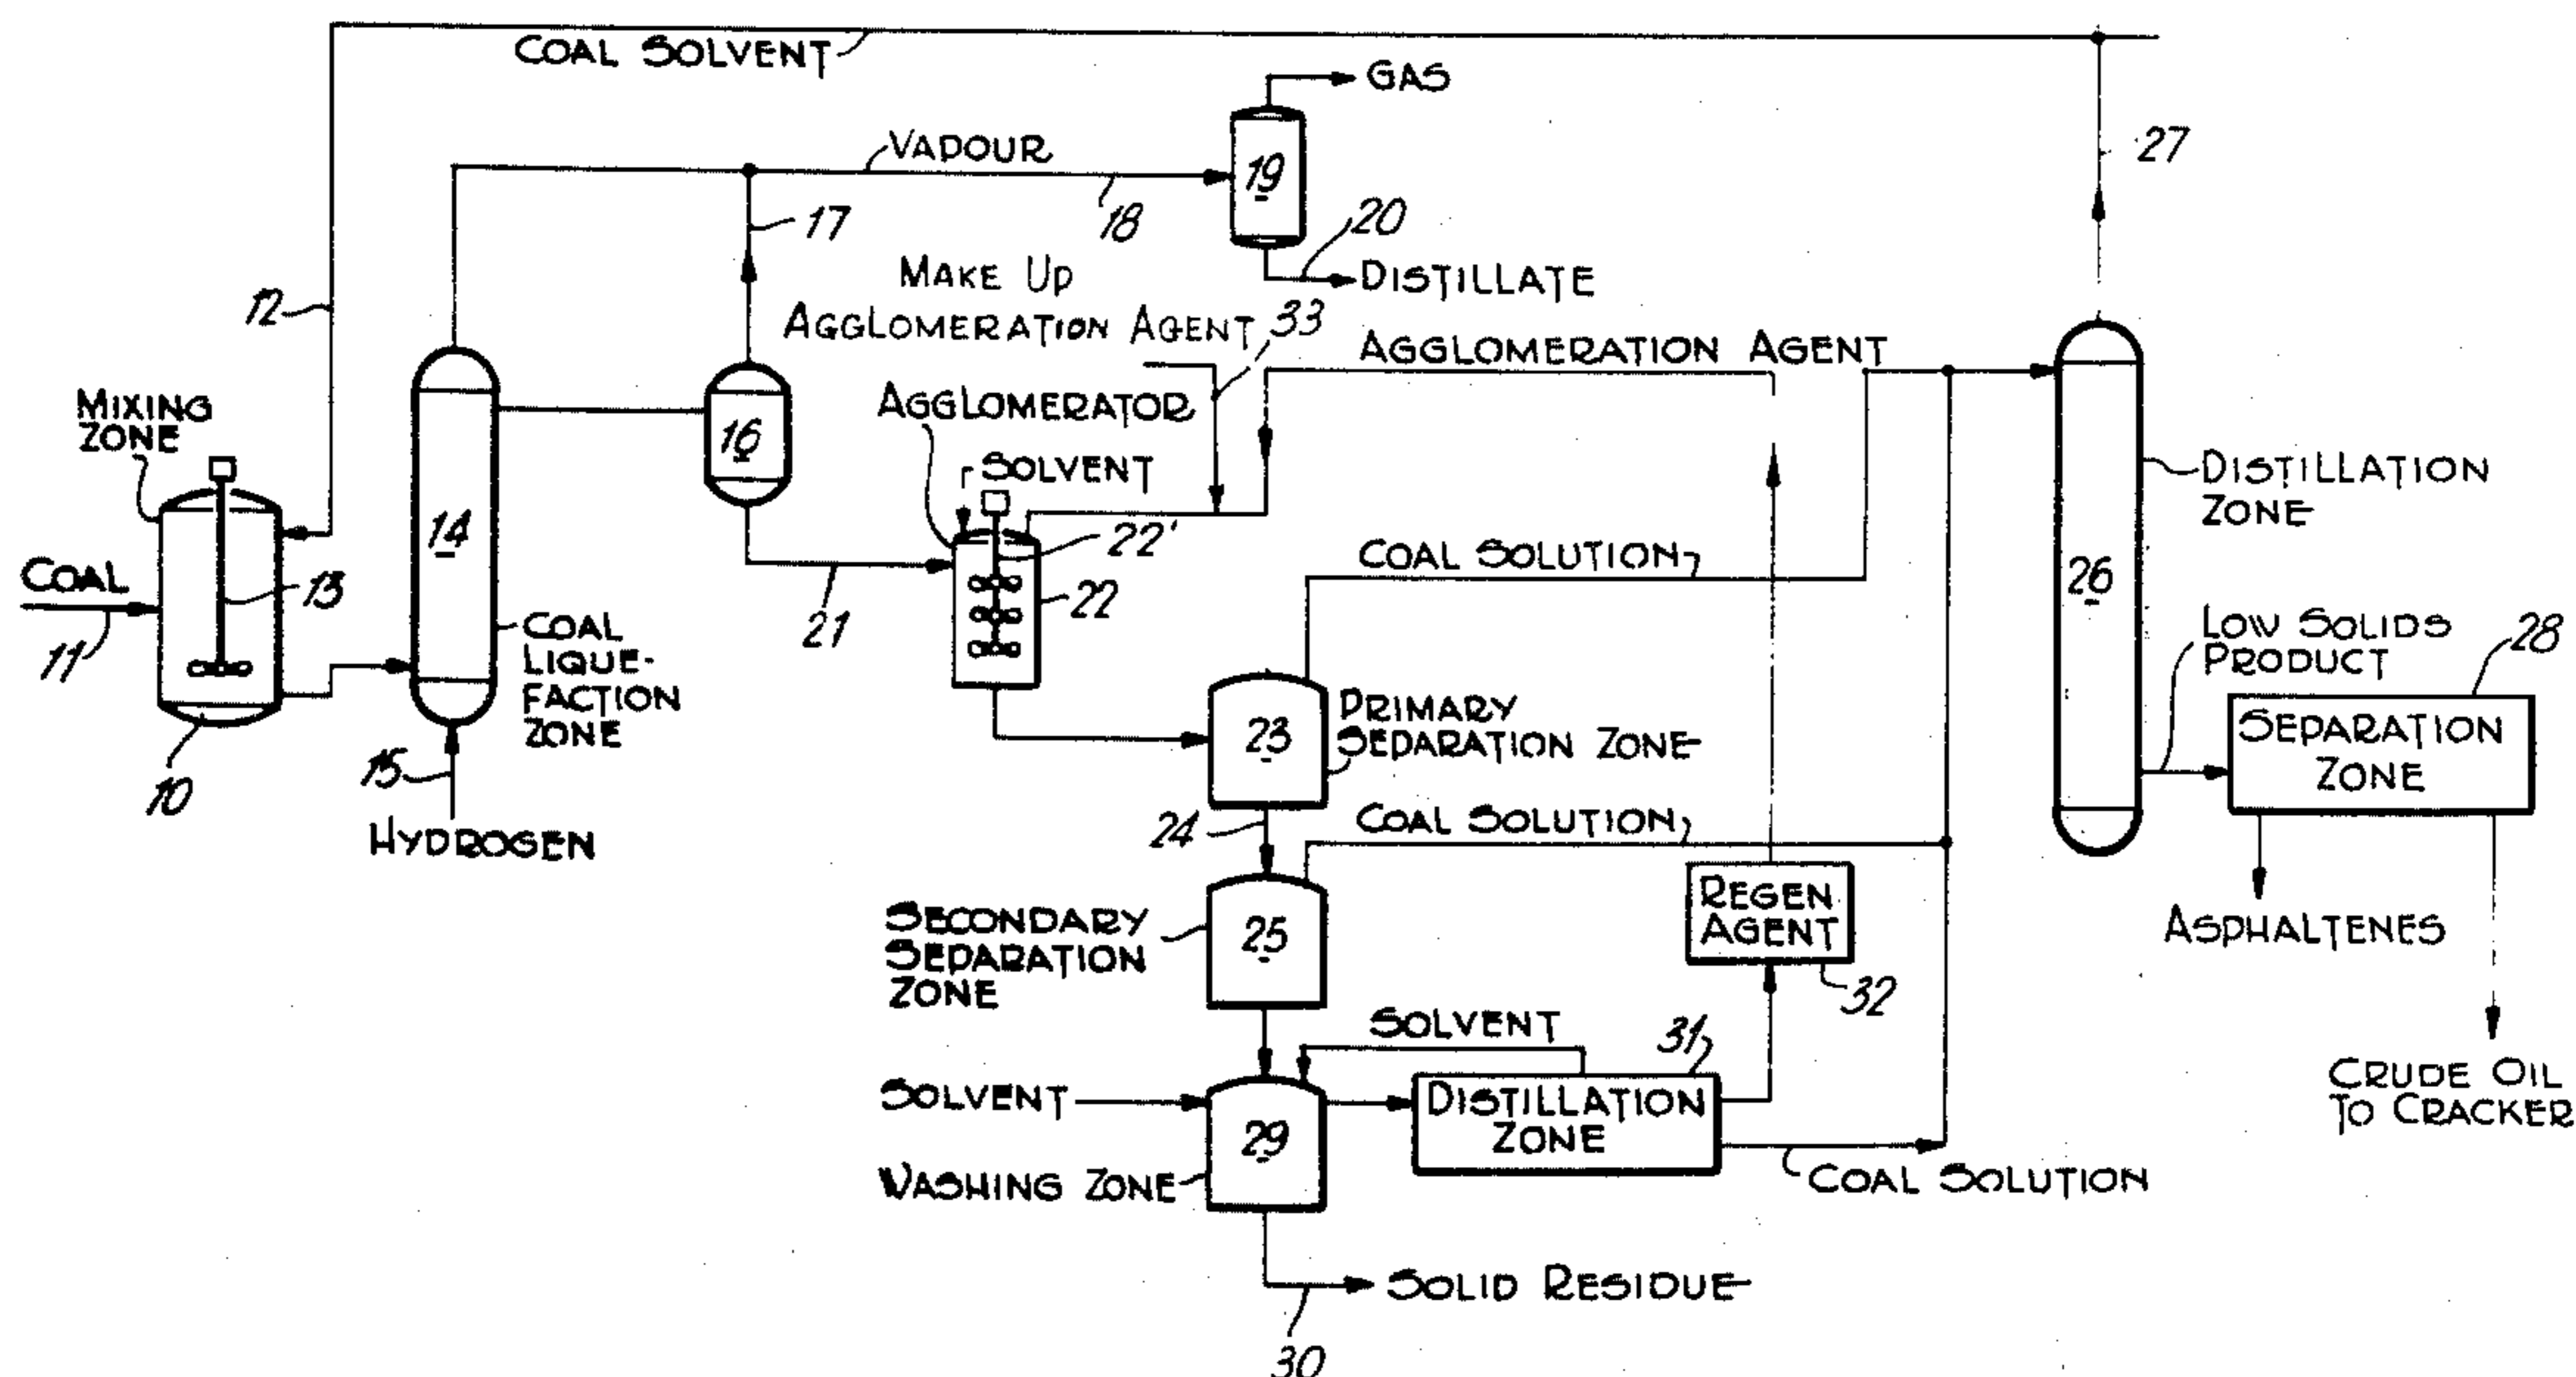 COAL SOLVENT
GAS
VAPOUR
19
27
17
18
20
DISTILLATE
12
MAKE UP
AGGLOMERATION AGENT 33
AGGLOMERATION AGENT
MIXING
ZONE
AGGLOMERATOR
16
SOLVENT
DISTILLATION
ZONE
14
22'
COAL SOLUTION
26
COAL
13
11
21
22
COAL
LIQUE-
FACTION
ZONE
LOW SOLIDS
PRODUCT
28
23
PRIMARY
SEPARATION ZONE
SEPARATION
ZONE
10
15
HYDROGEN
24
COAL SOLUTION
SECONDARY
SEPARATION
ZONE
25
REGEN
AGENT
32
ASPHALTENES
SOLVENT
31
SOLVENT
29
DISTILLATION
ZONE
CRUDE OIL
TO CRACKER
WASHING ZONE
COAL SOLUTION
SOLID RESIDUE
30